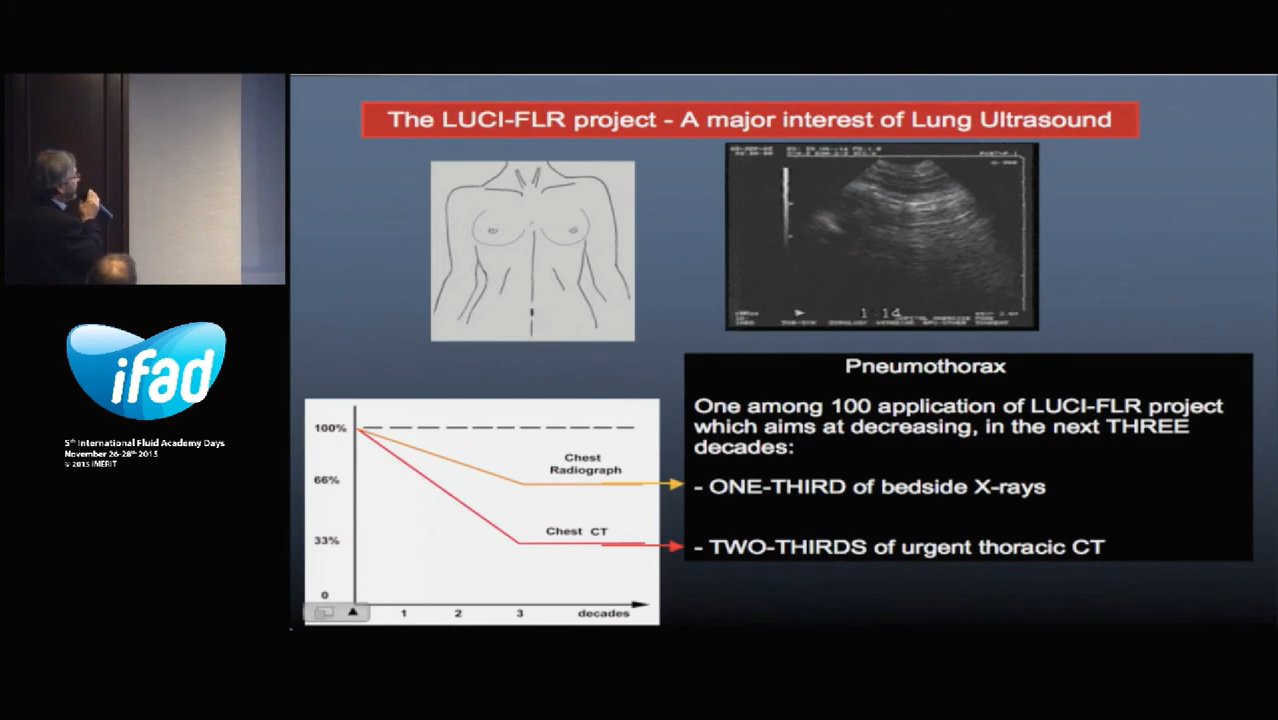 The LUCI-FLR project - A major interest of Lung Ultrasound
1:14
ifad
5th International Fluid Academy Days
November 26-28th 2015
© 2015 iMERIT
Pneumothorax
One among 100 application of LUCI-FLR project
which aims at decreasing, in the next THREE
decades:
- ONE-THIRD of bedside X-rays
- TWO-THIRDS of urgent thoracic CT
100%
66%
33%
0
Chest
Radiograph
Chest CT
1 2 3 decades